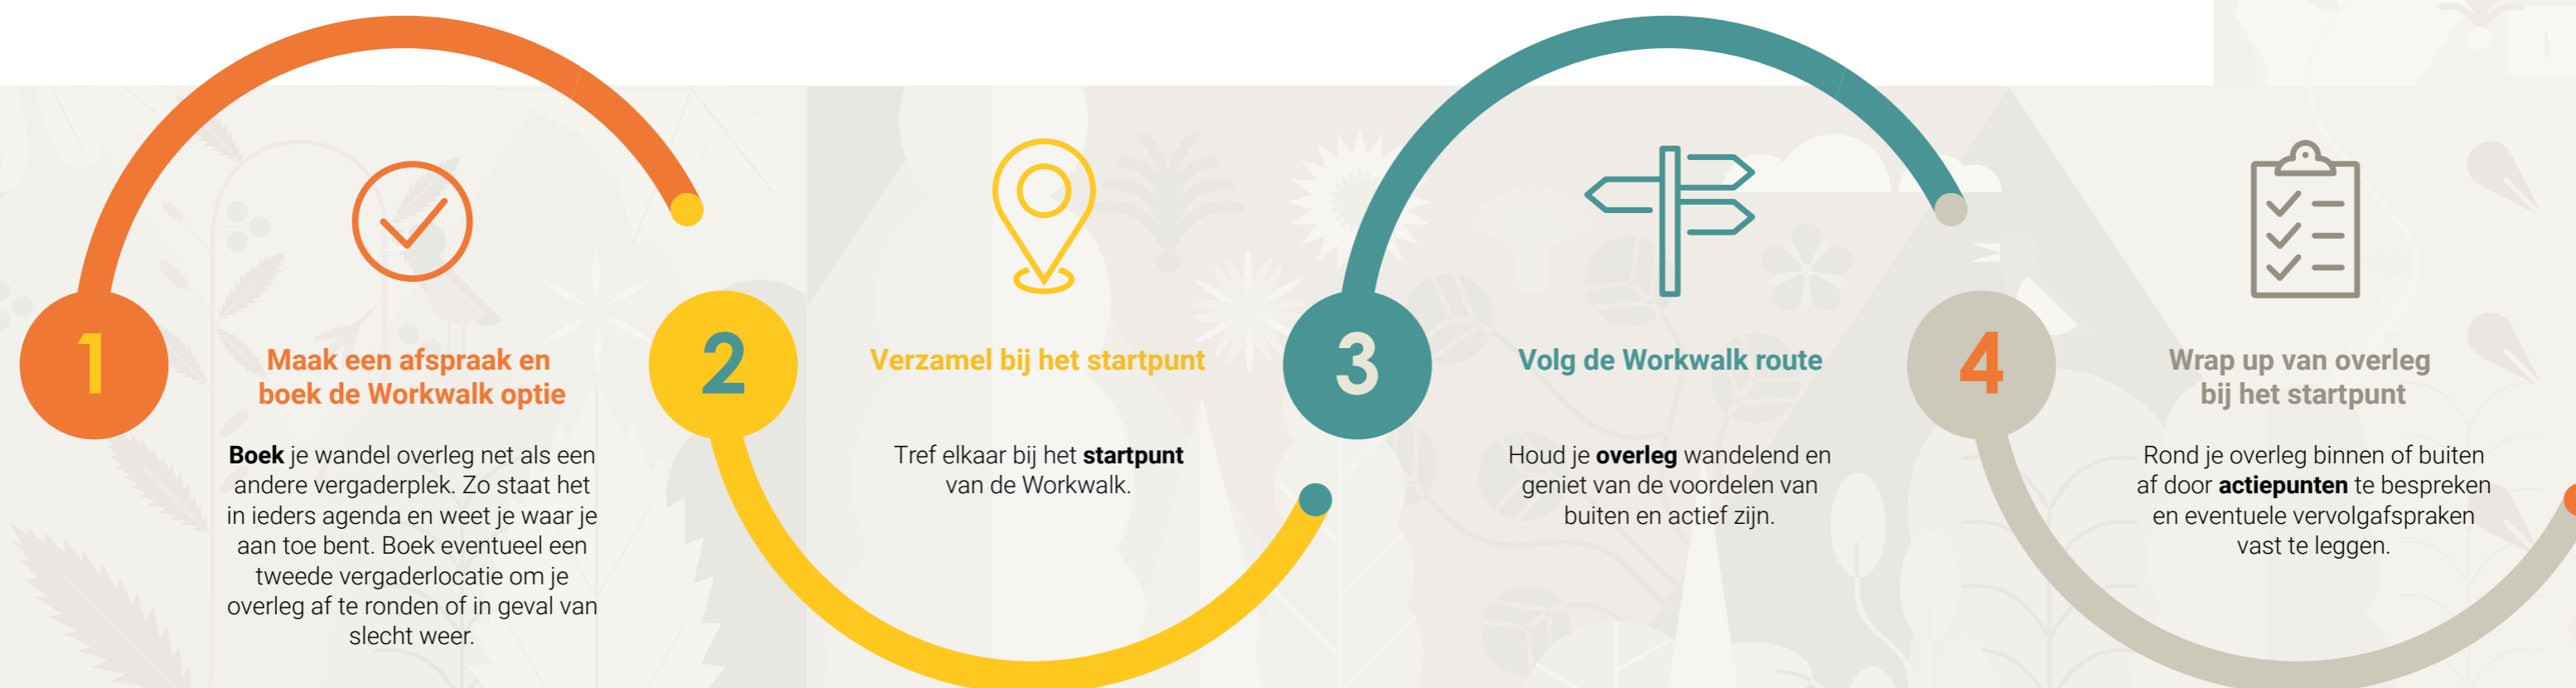 1
Maak een afspraak en
boek de Workwalk optie
Boek je wandel overleg net als een
andere vergaderplek. Zo staat het
in ieders agenda en weet je waar je
aan toe bent. Boek eventueel een
tweede vergaderlocatie om je
overleg af te ronden of in geval van
slecht weer.
2
Verzamel bij het startpunt
Tref elkaar bij het startpunt
van de Workwalk.
3
Volg de Workwalk route
Houd je overleg wandelend en
geniet van de voordelen van
buiten en actief zijn.
4
Wrap up van overleg
bij het startpunt
Rond je overleg binnen of buiten
af door actiepunten te bespreken
en eventuele vervolgafspraken
vast te leggen.